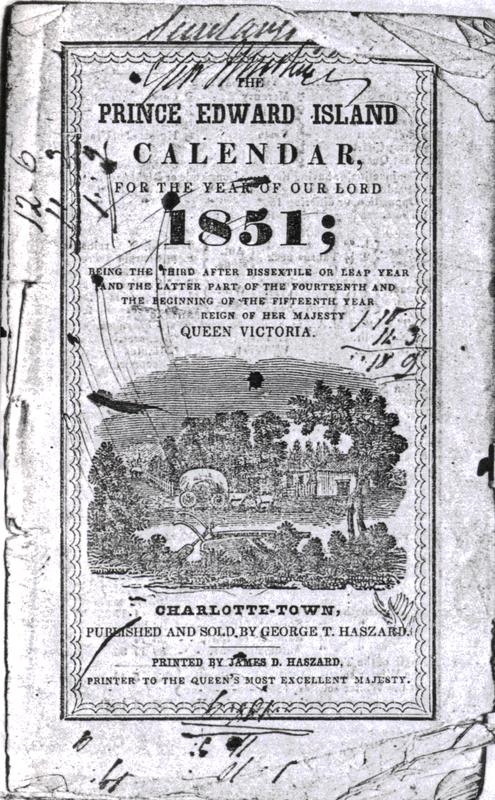 THE
PRINCE EDWARD ISLAND
CALENDAR,
FOR THE YEAR OF OUR LORD
1851;
BEING THE THIRD AFTER BISSEXTILE OR LEAP YEAR
AND THE LATTER PART OF THE FOURTEENTH AND
THE BEGINNING OF THE FIFTEENTH YEAR
REIGN OF HER MAJESTY
QUEEN VICTORIA.
CHARLOTTE-TOWN,
PUBLISHED AND SOLD BY GEORGE T. HASZARD.
PRINTED BY JAMES D. HASZARD,
PRINTER TO THE QUEEN'S MOST EXCELLENT MAJESTY.